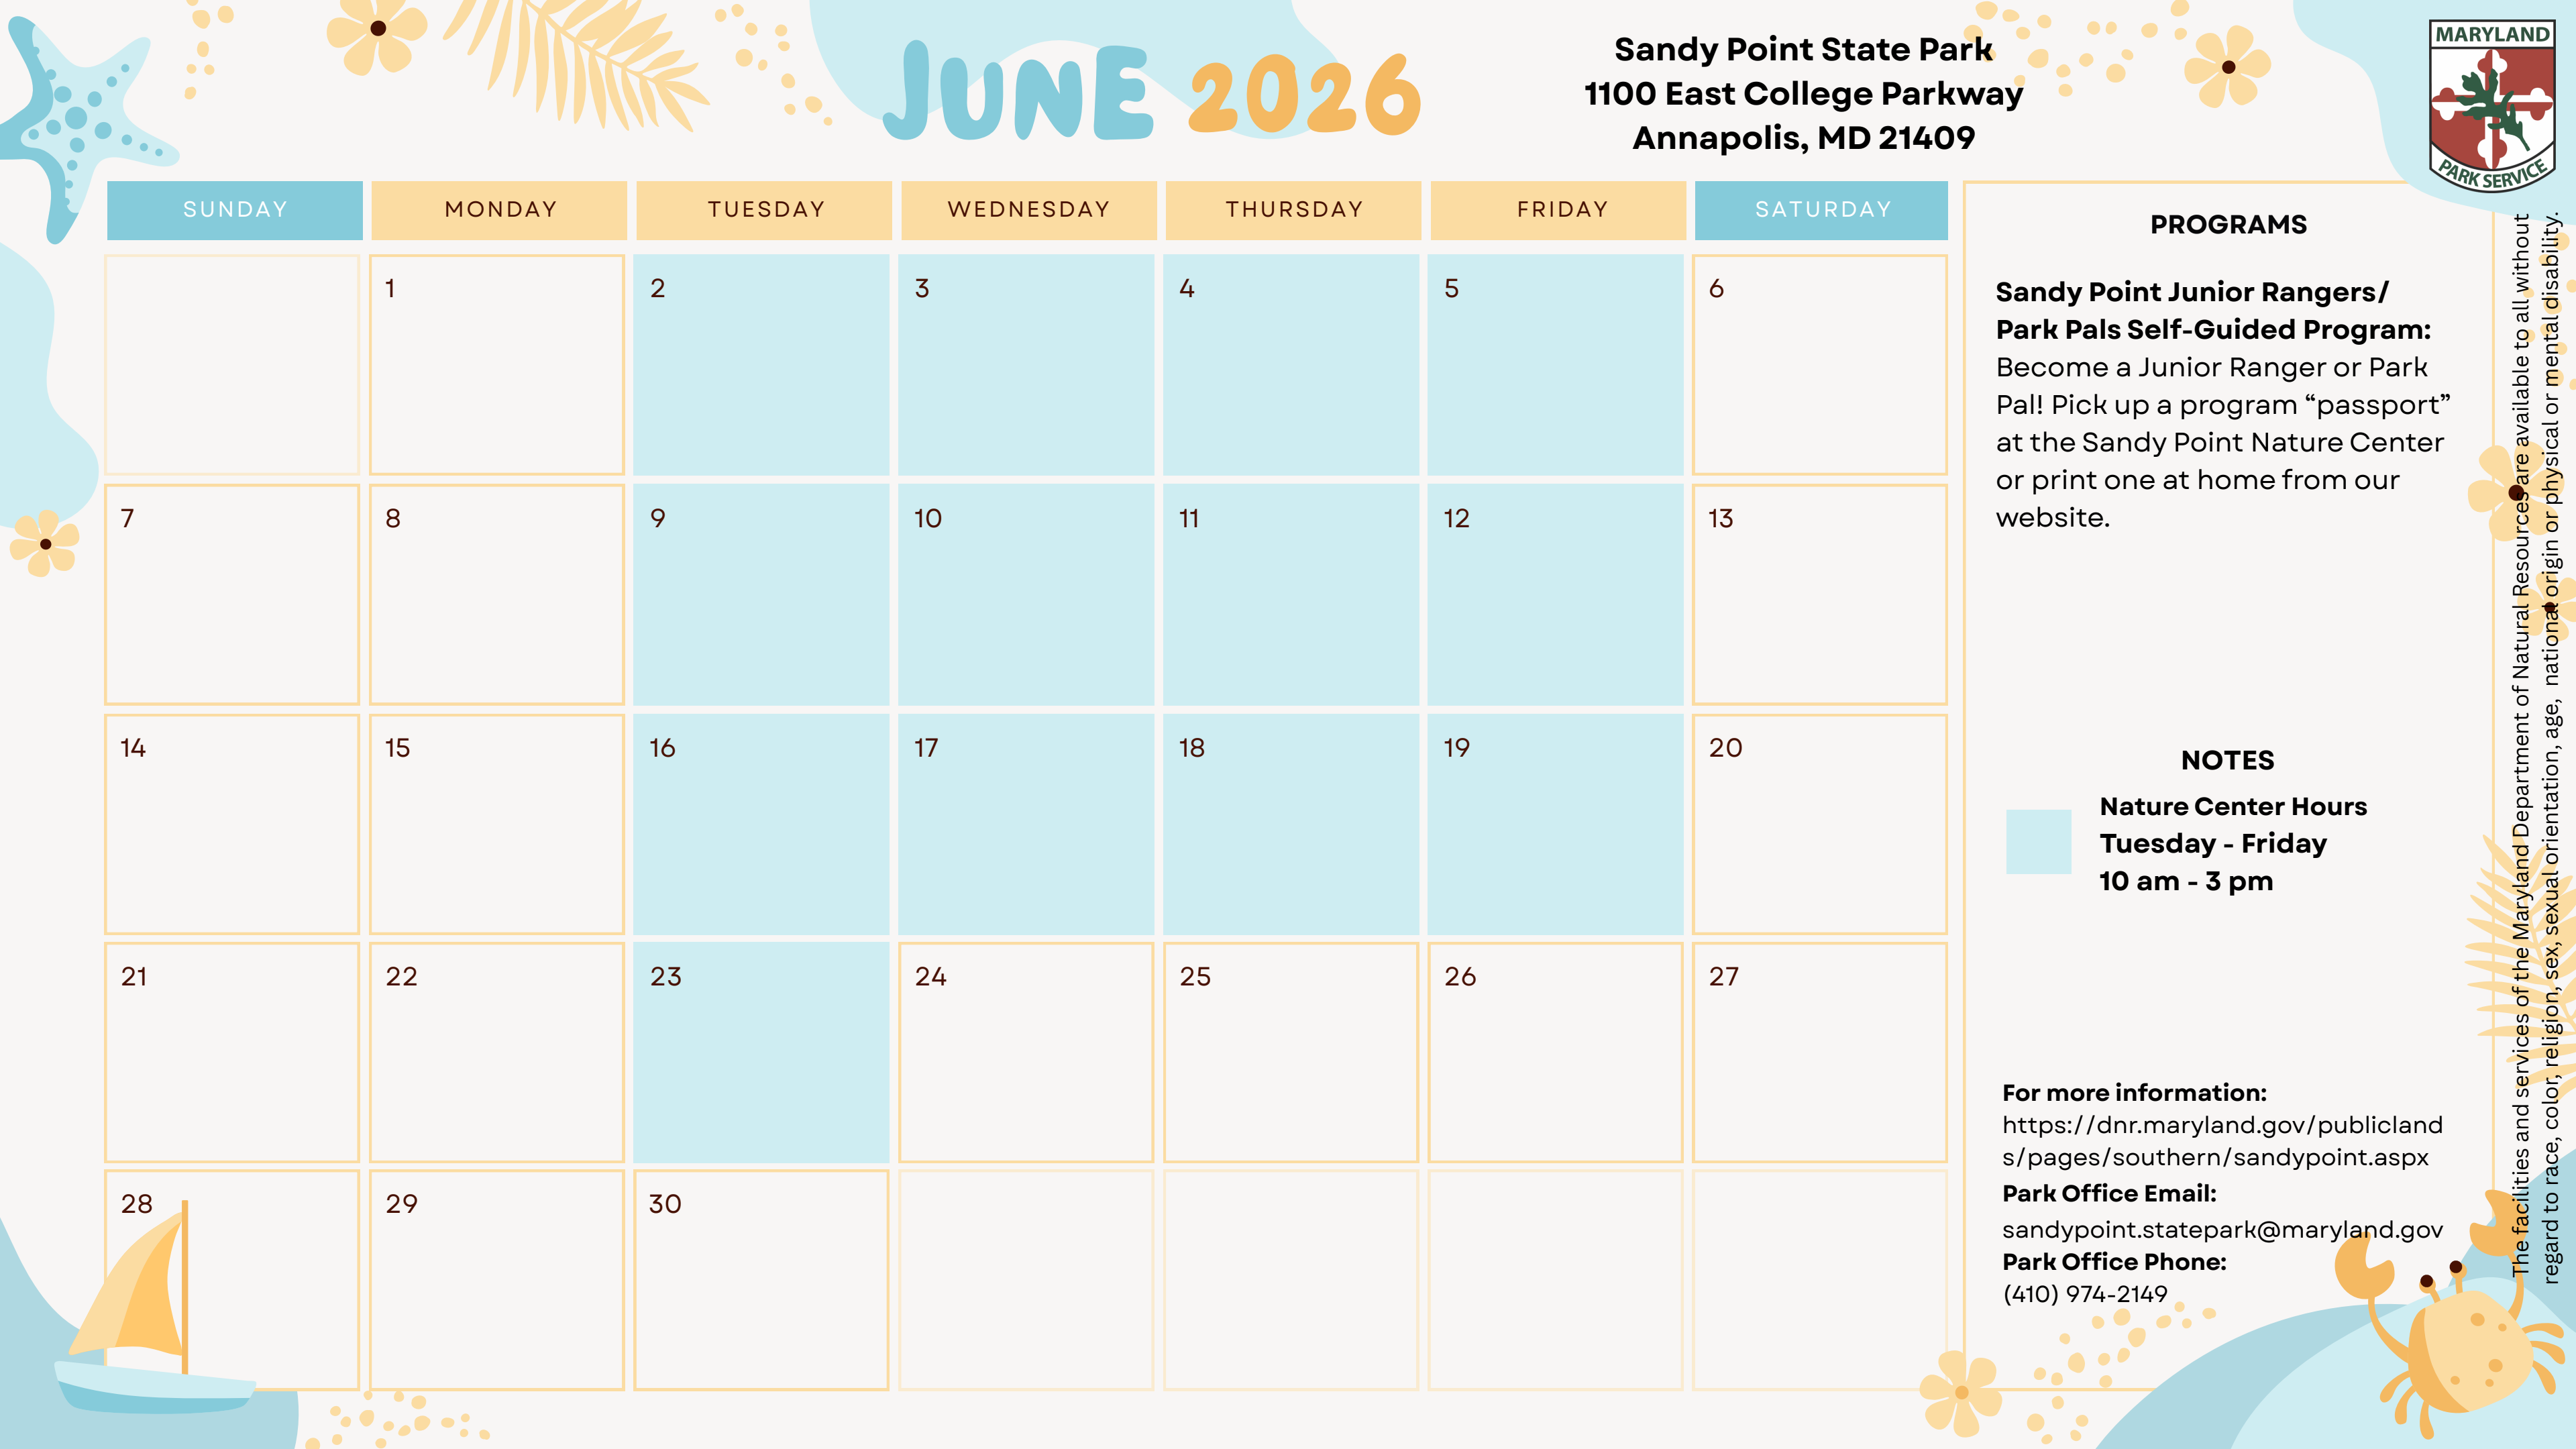 JUNE 2026
Sandy Point State Park
1100 East College Parkway
Annapolis, MD 21409
MARYLAND
PARK SERVICE
SUNDAY
MONDAY
TUESDAY
WEDNESDAY
THURSDAY
FRIDAY
SATURDAY
1
2
3
4
5
6
7
8
9
10
11
12
13
14
15
16
17
18
19
20
21
22
23
24
25
26
27
28
29
30
PROGRAMS
Sandy Point Junior Rangers/
Park Pals Self-Guided Program:
Become a Junior Ranger or Park
Pal! Pick up a program “passport”
at the Sandy Point Nature Center
or print one at home from our
website.
NOTES
Nature Center Hours
Tuesday - Friday
10 am - 3 pm
For more information:
https://dnr.maryland.gov/publicland
s/pages/southern/sandypoint.aspx
Park Office Email:
sandypoint.statepark@maryland.gov
Park Office Phone:
(410) 974-2149
The facilities and services of the Maryland Department of Natural Resources are available to all without
regard to race, color, religion, sex, sexual orientation, age, national origin or physical or mental disability.